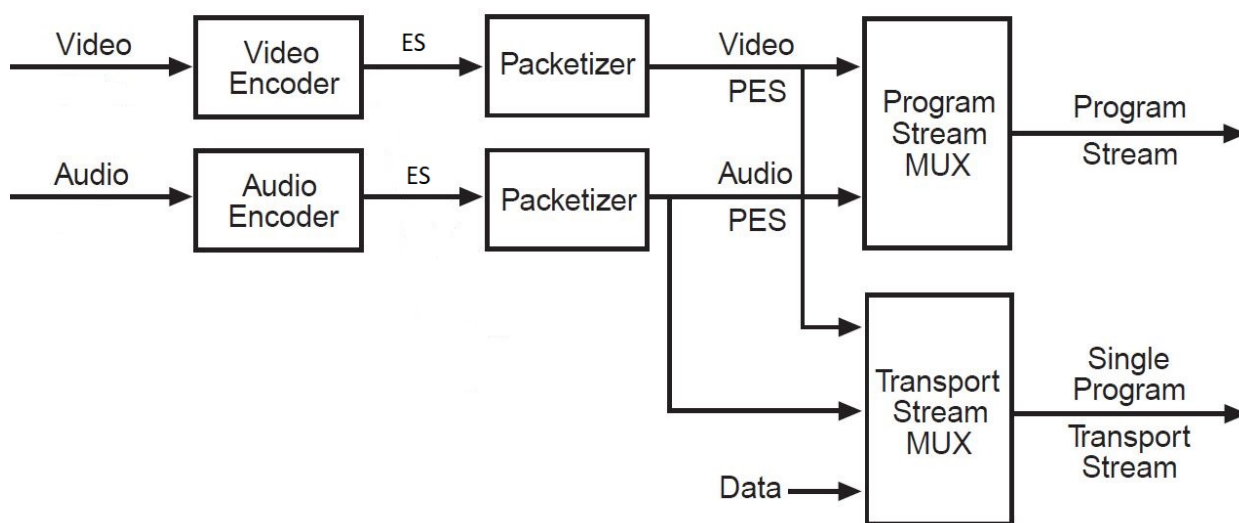 Video
Video
Encoder
ES
Packetizer
Video
PES
Program
Stream
MUX
Program
Stream
Audio
Audio
Encoder
ES
Packetizer
Audio
PES
Transport
Stream
MUX
Single
Program
Transport
Stream
Data